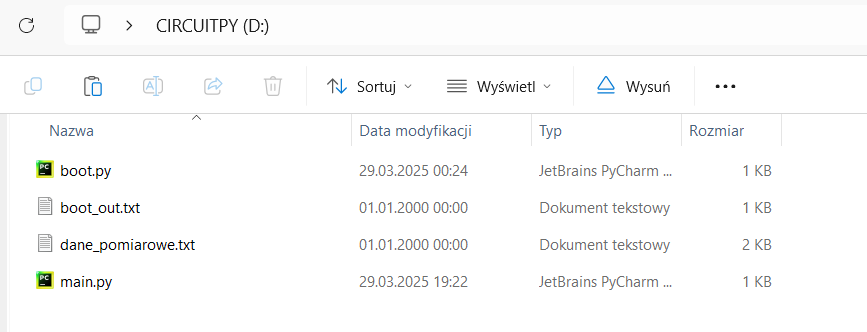 CIRCUITPY (D:)
Sortuj Wyświetl Wysuń
Nazwa Data modyfikacji Typ Rozmiar
boot.py 29.03.2025 00:24 JetBrains PyCharm ... 1 KB
boot_out.txt 01.01.2000 00:00 Dokument tekstowy 1 KB
dane_pomiarowe.txt 01.01.2000 00:00 Dokument tekstowy 2 KB
main.py 29.03.2025 19:22 JetBrains PyCharm ... 1 KB